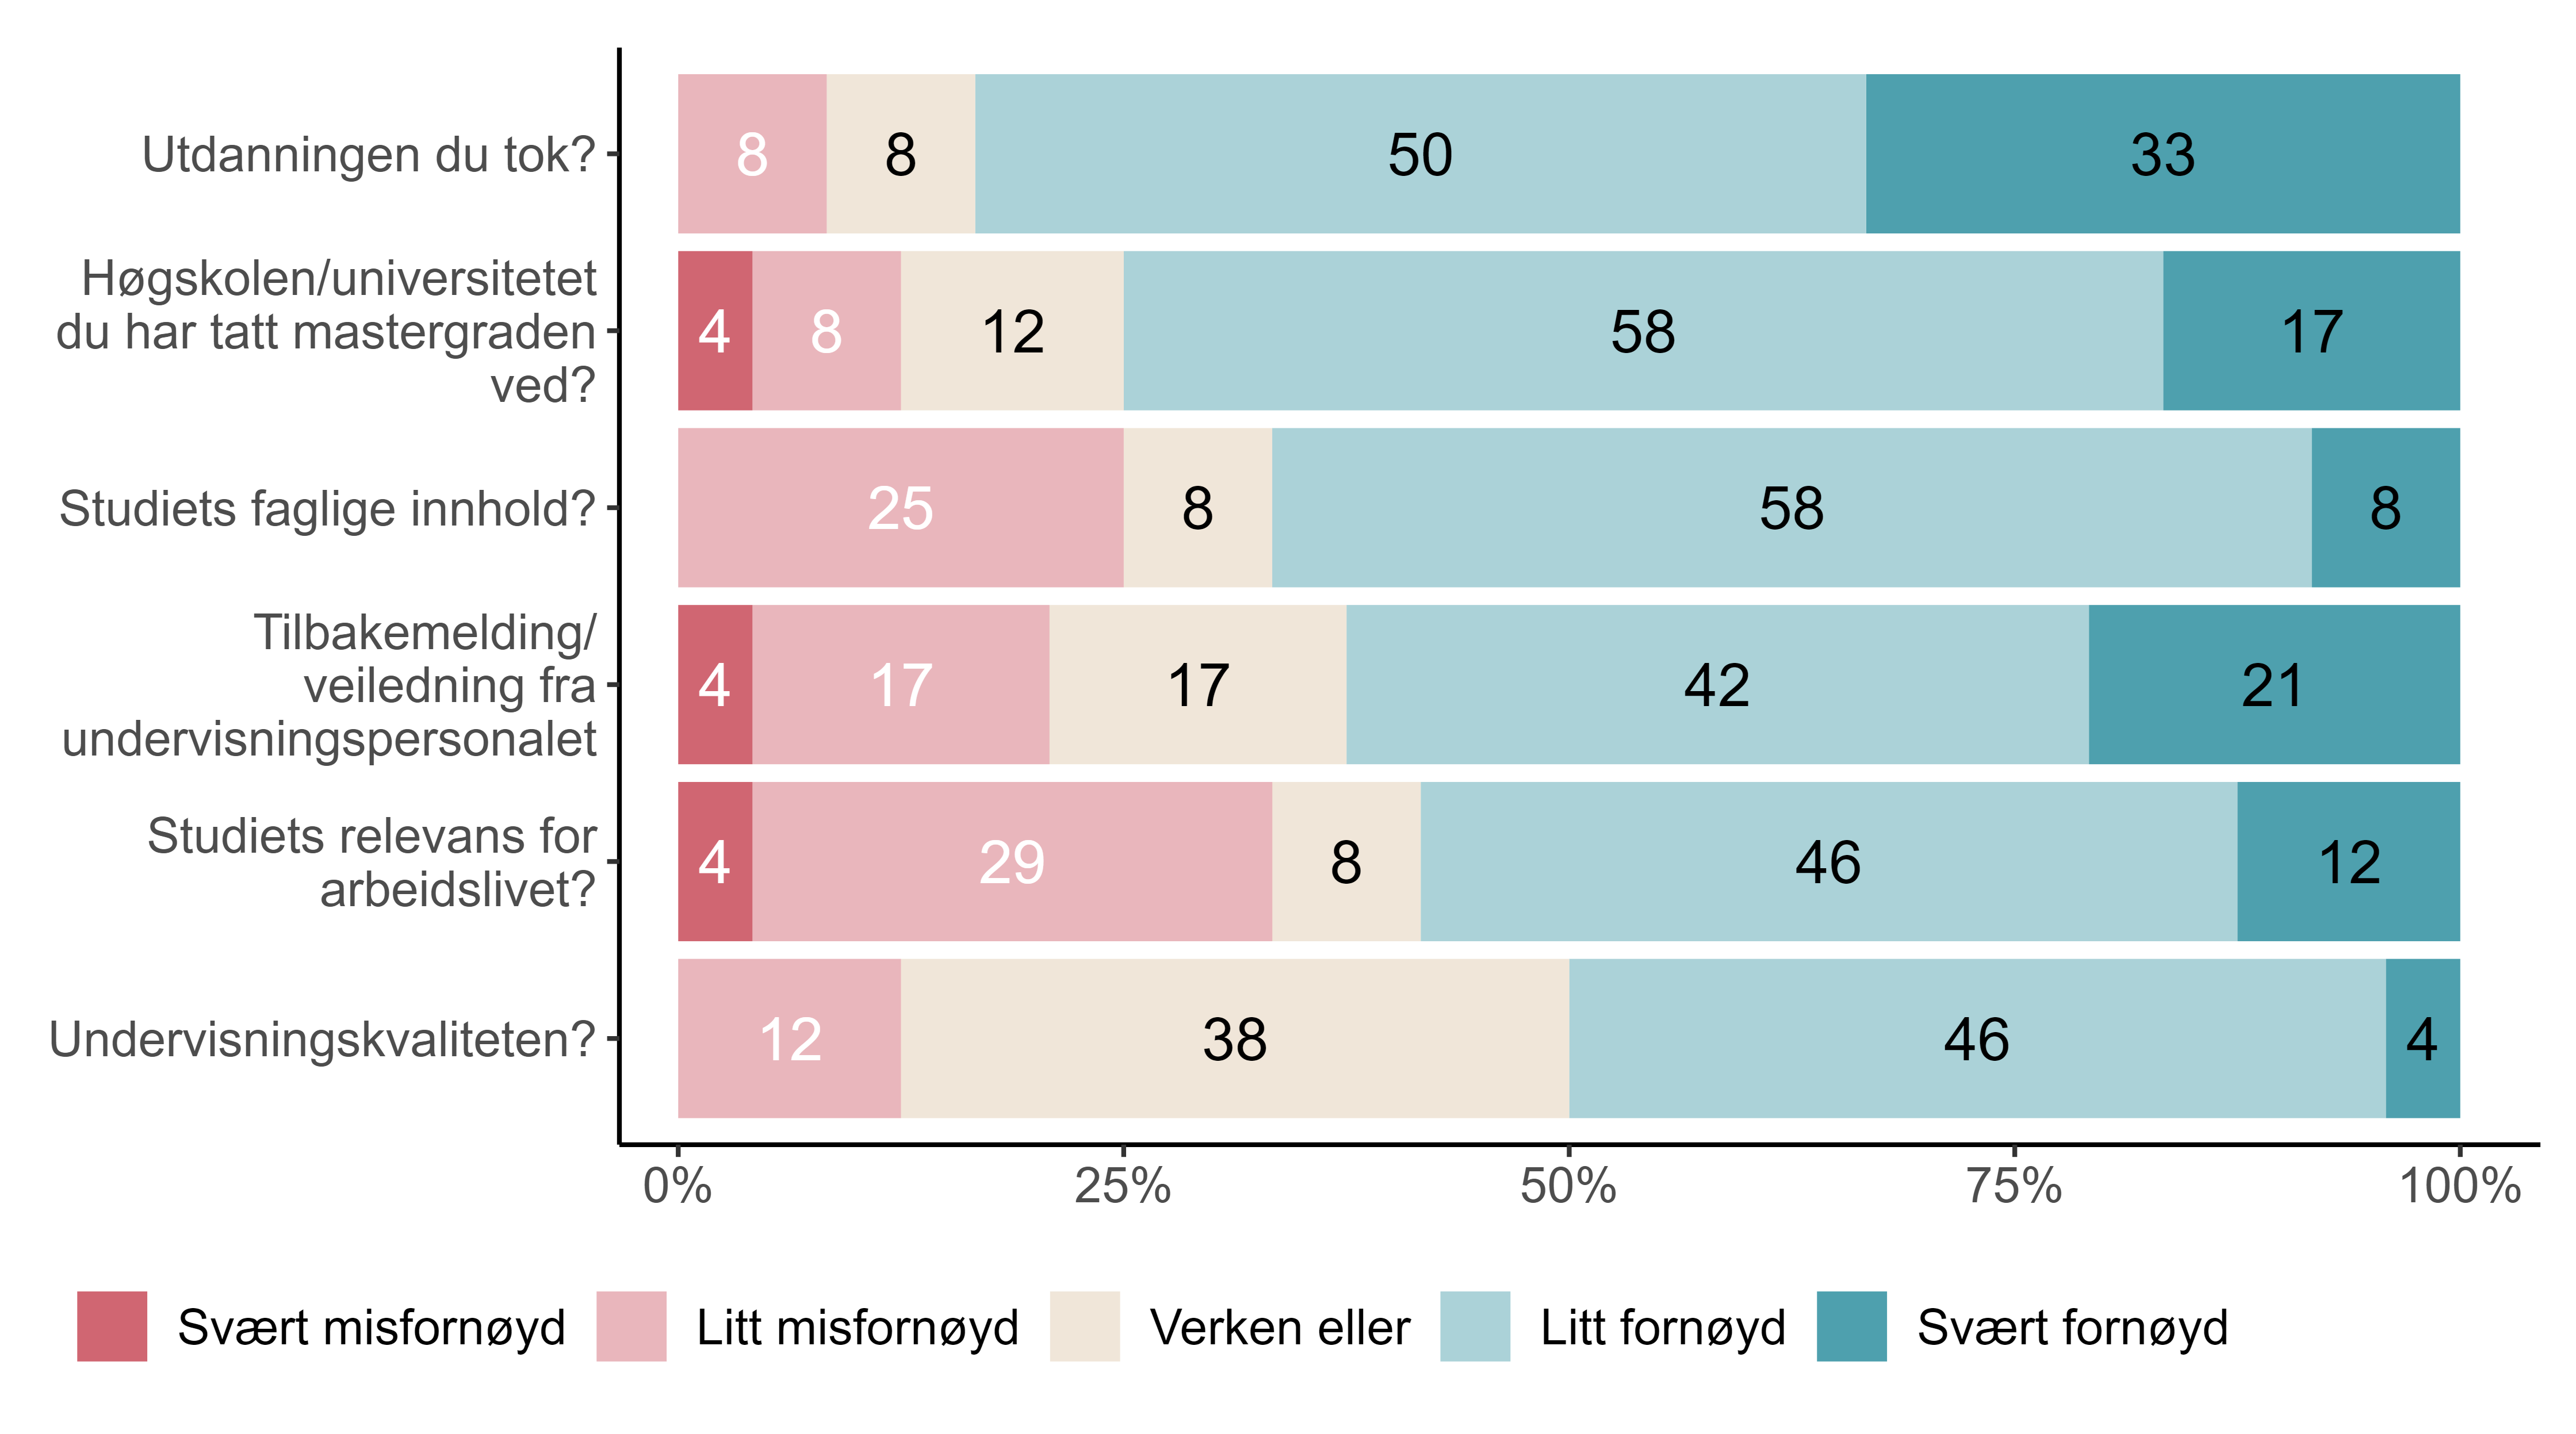 Utdanningen du tok?
8 8 50 33
Høgskolen/universitetet
du har tatt mastergraden
ved?
4 8 12 58 17
Studiets faglige innhold?
25 8 58 8
Tilbakemelding/
veiledning fra
undervisningspersonalet
4 17 17 42 21
Studiets relevans for
arbeidslivet?
4 29 8 46 12
Undervisningskvaliteten?
12 38 46 4
0% 25% 50% 75% 100%
Svært misfornøyd Litt misfornøyd Verken eller Litt fornøyd Svært fornøyd